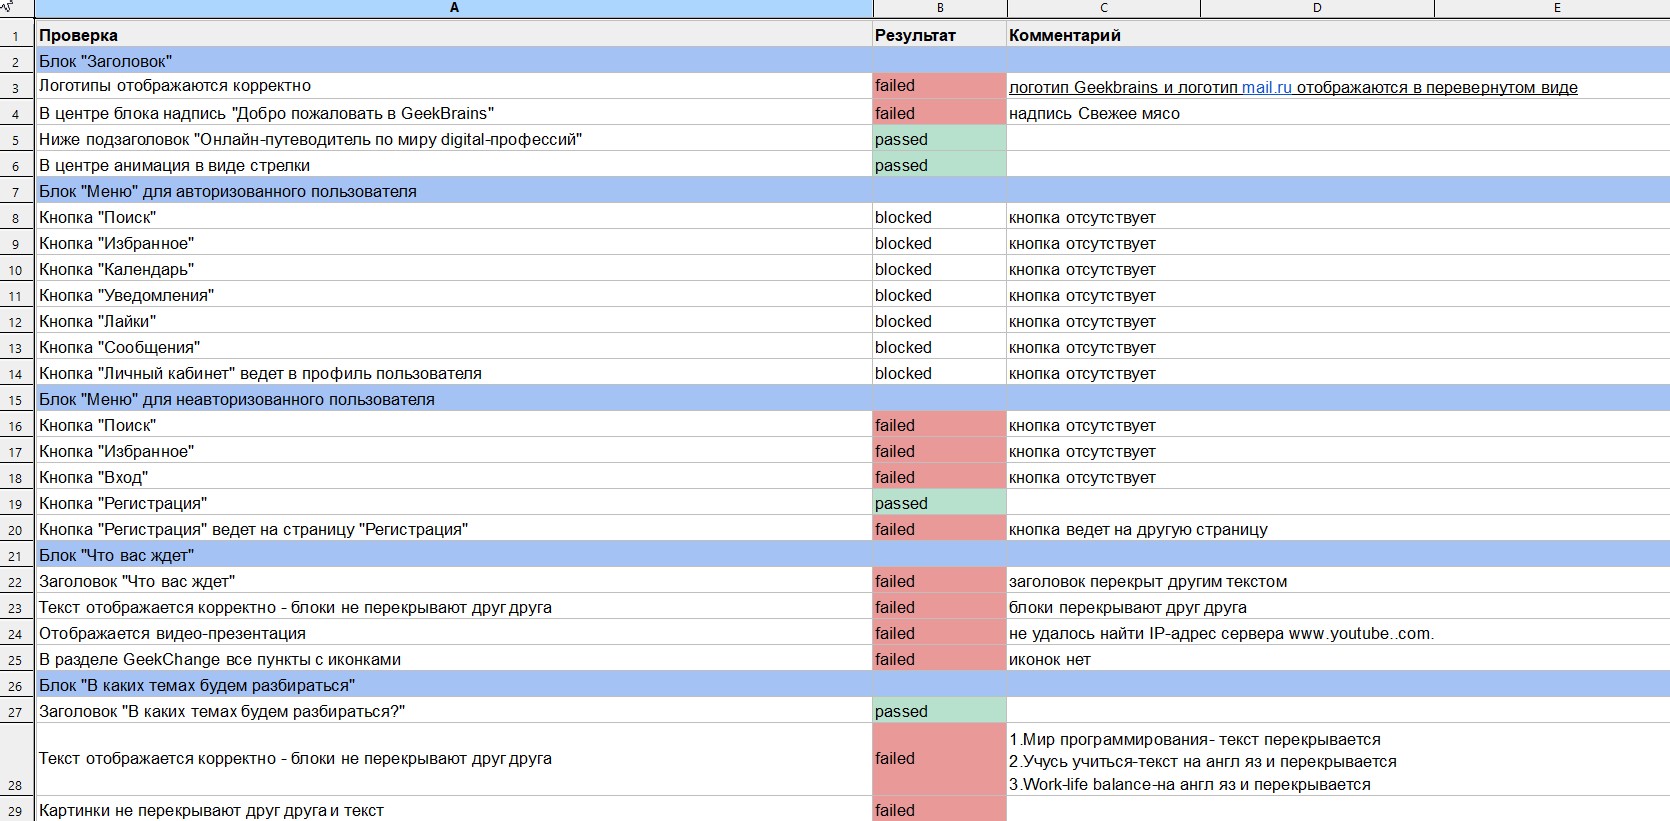 A B C D E
1 Проверка Результат Комментарий
2 Блок "Заголовок"
3 Логотипы отображаются корректно failed логотип Geekbrains и логотип mail.ru отображаются в перевернутом виде
4 В центре блока надпись "Добро пожаловать в GeekBrains" failed надпись Свежее мясо
5 Ниже подзаголовок "Онлайн-путеводитель по миру digital-профессий" passed
6 В центре анимация в виде стрелки passed
7 Блок "Меню" для авторизованного пользователя
8 Кнопка "Поиск" blocked кнопка отсутствует
9 Кнопка "Избранное" blocked кнопка отсутствует
10 Кнопка "Календарь" blocked кнопка отсутствует
11 Кнопка "Уведомления" blocked кнопка отсутствует
12 Кнопка "Лайки" blocked кнопка отсутствует
13 Кнопка "Сообщения" blocked кнопка отсутствует
14 Кнопка "Личный кабинет" ведет в профиль пользователя blocked кнопка отсутствует
15 Блок "Меню" для неавторизованного пользователя
16 Кнопка "Поиск" failed кнопка отсутствует
17 Кнопка "Избранное" failed кнопка отсутствует
18 Кнопка "Вход" failed кнопка отсутствует
19 Кнопка "Регистрация" passed
20 Кнопка "Регистрация" ведет на страницу "Регистрация" failed кнопка ведет на другую страницу
21 Блок "Что вас ждет"
22 Заголовок "Что вас ждет" failed заголовок перекрыт другим текстом
23 Текст отображается корректно - блоки не перекрывают друг друга failed блоки перекрывают друг друга
24 Отображается видео-презентация failed не удалось найти IP-адрес сервера www.youtube..com.
25 В разделе GeekChange все пункты с иконками failed иконок нет
26 Блок "В каких темах будем разбираться"
27 Заголовок "В каких темах будем разбираться?" passed
1.Мир программирования- текст перекрывается
Текст отображается корректно - блоки не перекрывают друг друга failed 2.Учусь учиться-текст на англ яз и перекрывается
28 3.Work-life balance-на англ яз и перекрывается
29 Картинки не перекрывают друг друга и текст failed